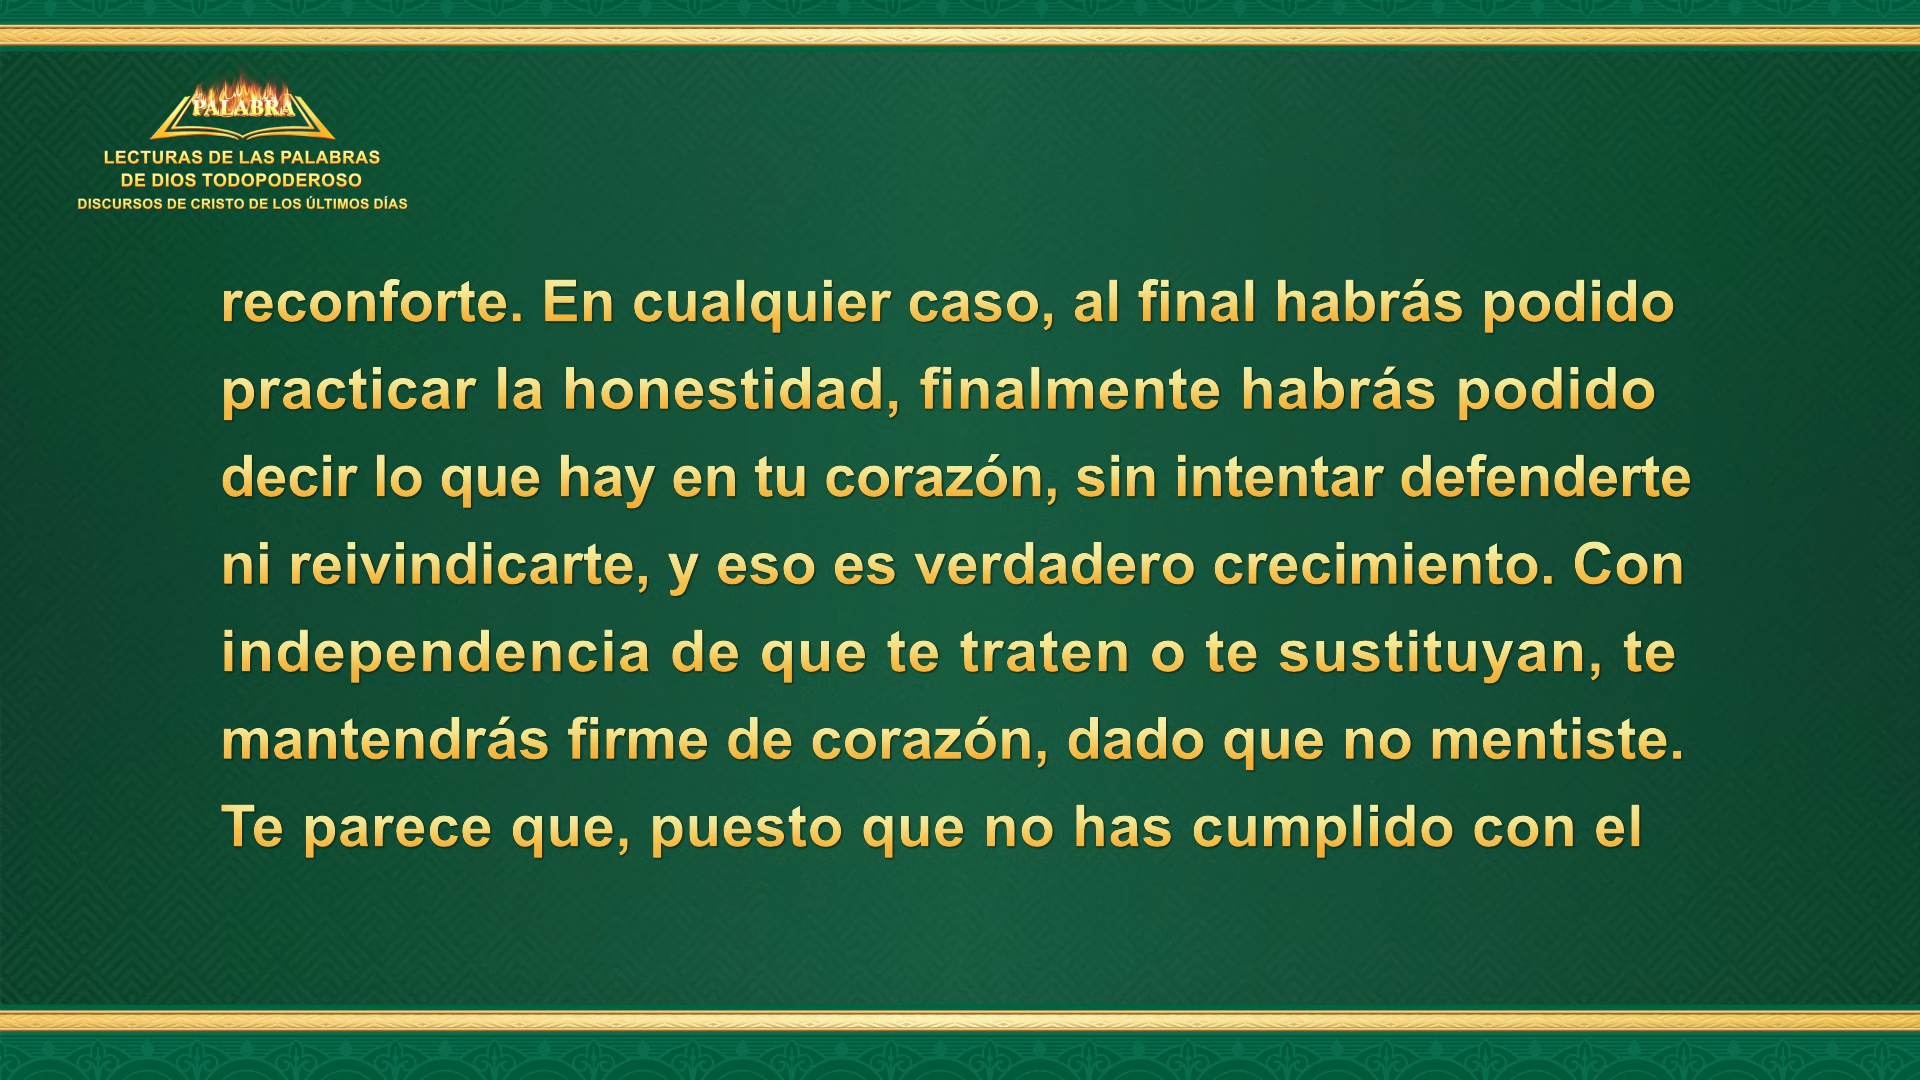 PALABRA
LECTURAS DE LAS PALABRAS
DE DIOS TODOPODEROSO
DISCURSOS DE CRISTO DE LOS ÚLTIMOS DÍAS
reconforte. En cualquier caso, al final habrás podido
practicar la honestidad, finalmente habrás podido
decir lo que hay en tu corazón, sin intentar defenderte
ni reivindicarte, y eso es verdadero crecimiento. Con
independencia de que te traten o te sustituyan, te
mantendrás firme de corazón, dado que no mentiste.
Te parece que, puesto que no has cumplido con el